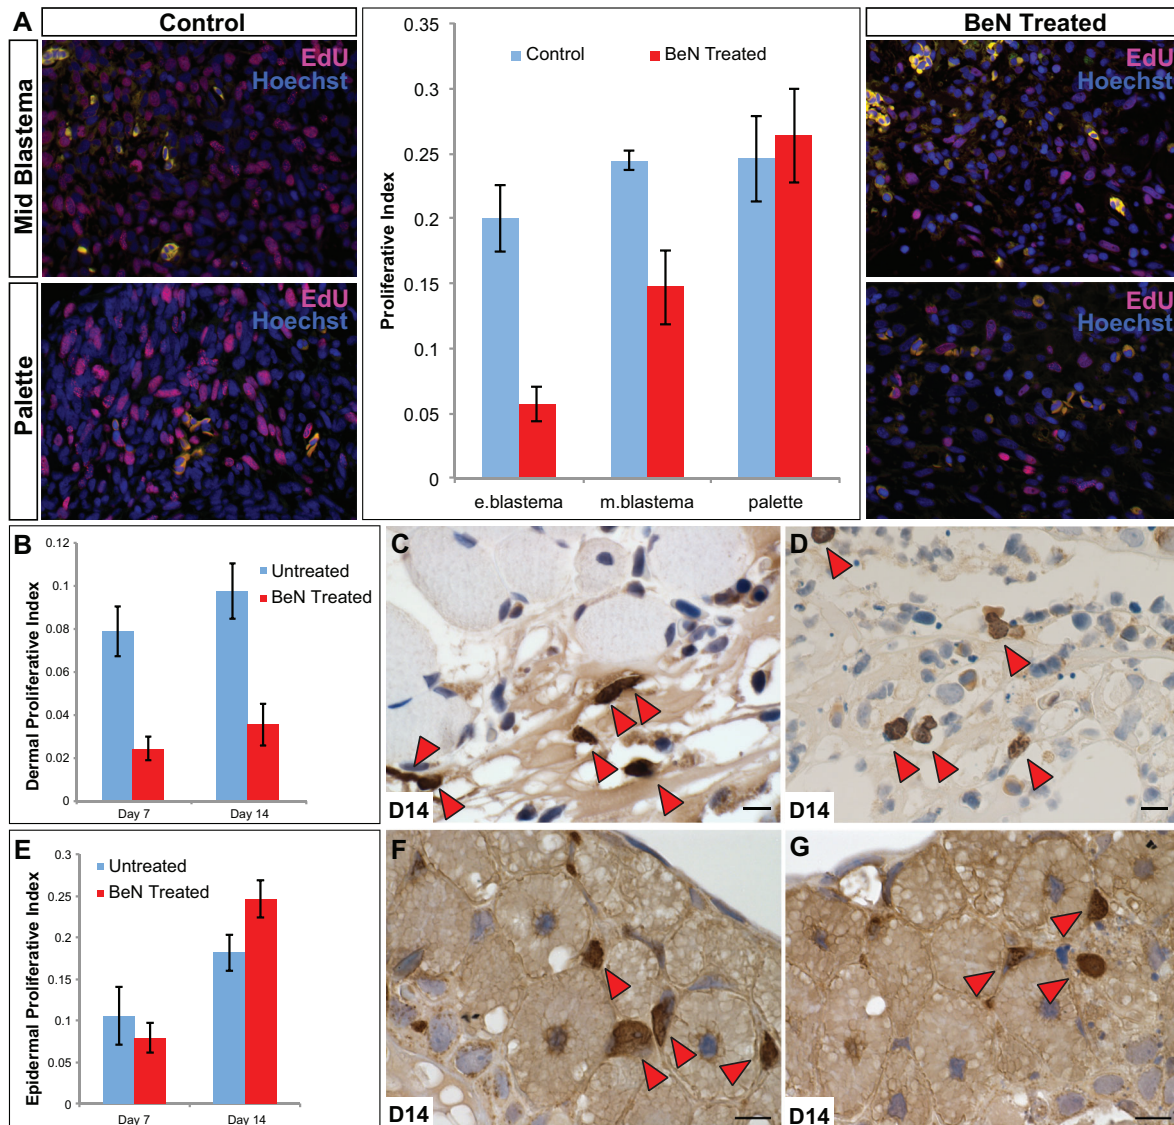 A
Control
BeN Treated
Mid Blastema
Palette
EdU
Hoechst
EdU
Hoechst
Proliferative Index
0.35
0.3
0.25
0.2
0.15
0.1
0.05
0
Control
BeN Treated
e.blastema
m.blastema
palette
EdU
Hoechst
EdU
Hoechst
B
Dermal Proliferative Index
0.12
0.1
0.08
0.06
0.04
0.02
0
Untreated
BeN Treated
Day 7
Day 14
C
D14
D
D14
E
Epidermal Proliferative Index
0.3
0.25
0.2
0.15
0.1
0.05
0
Untreated
BeN Treated
Day 7
Day 14
F
D14
G
D14